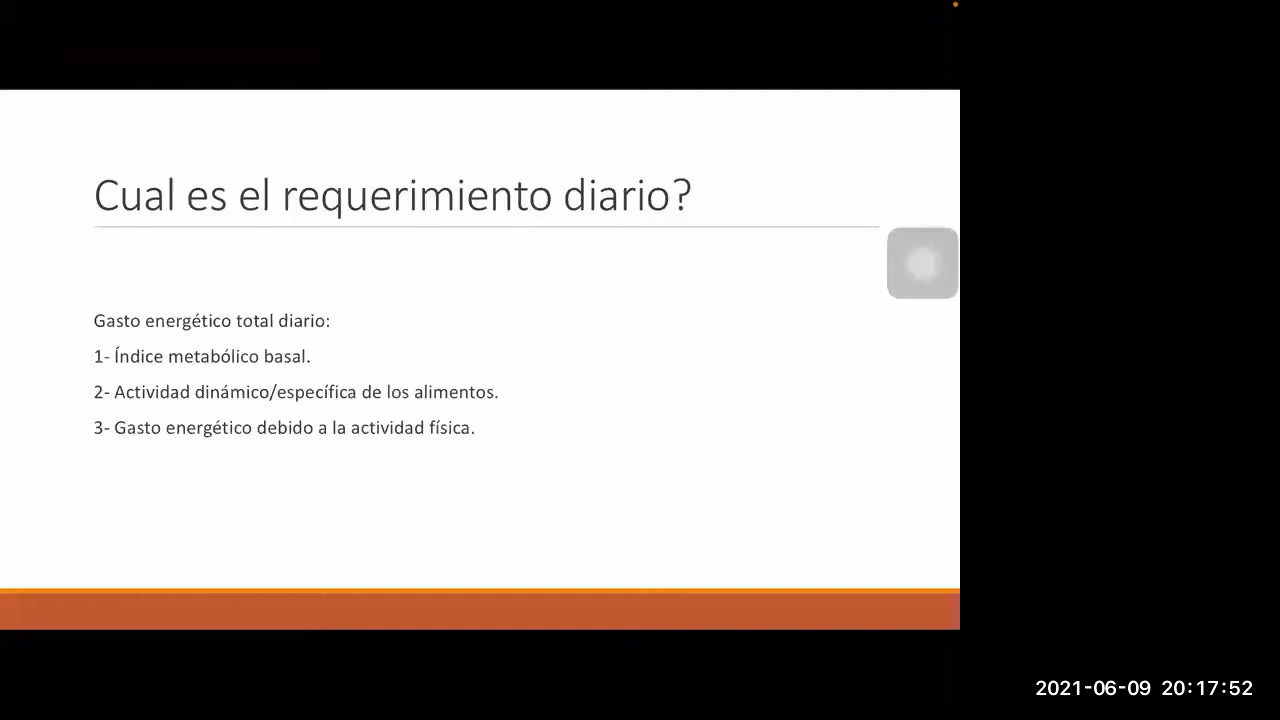 Cual es el requerimiento diario?
Gasto energético total diario:
1- Índice metabólico basal.
2- Actividad dinámico/específica de los alimentos.
3- Gasto energético debido a la actividad física.
2021-06-09 20:17:52